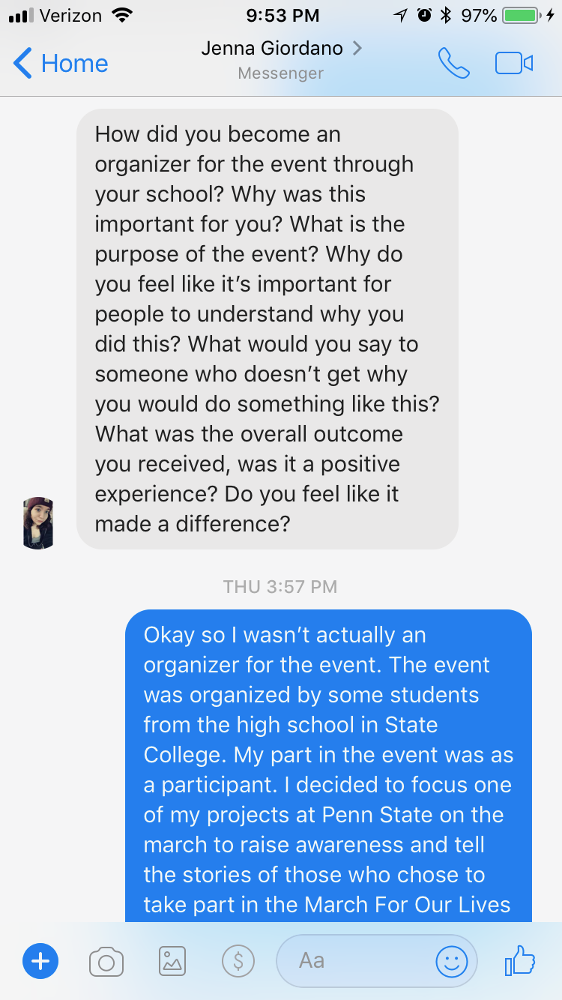 Verizon 9:53 PM 97%
Home Jenna Giordano
Messenger
How did you become an
organizer for the event through
your school? Why was this
important for you? What is the
purpose of the event? Why do
you feel like it's important for
people to understand why you
did this? What would you say to
someone who doesn't get why
you would do something like this?
What was the overall outcome
you received, was it a positive
experience? Do you feel like it
made a difference?
THU 3:57 PM
Okay so I wasn't actually an
organizer for the event. The event
was organized by some students
from the high school in State
College. My part in the event was as
a participant. I decided to focus one
of my projects at Penn State on the
march to raise awareness and tell
the stories of those who chose to
take part in the March For Our Lives
$ Aa